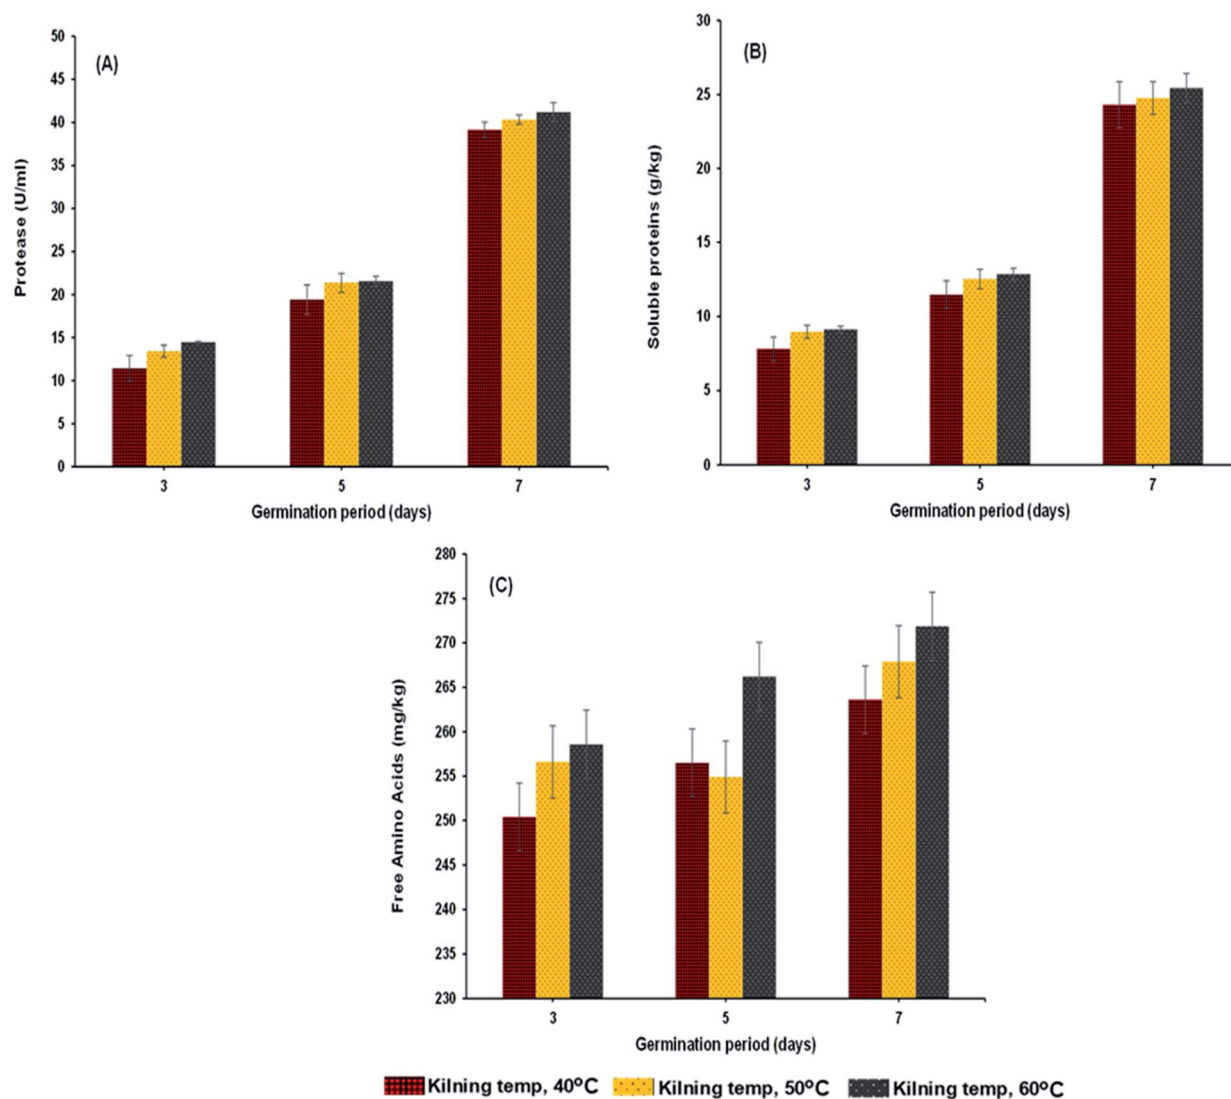 (A)
Protease (U/ml)
50
45
40
35
30
25
20
15
10
5
0
3 5 7
Germination period (days)
(B)
Soluble proteins (g/kg)
30
25
20
15
10
5
0
3 5 7
Germination period (days)
(C)
Free Amino Acids (mg/kg)
280
275
270
265
260
255
250
245
240
235
230
3 5 7
Germination period (days)
Kilning temp, 40°C Kilning temp, 50°C Kilning temp, 60°C